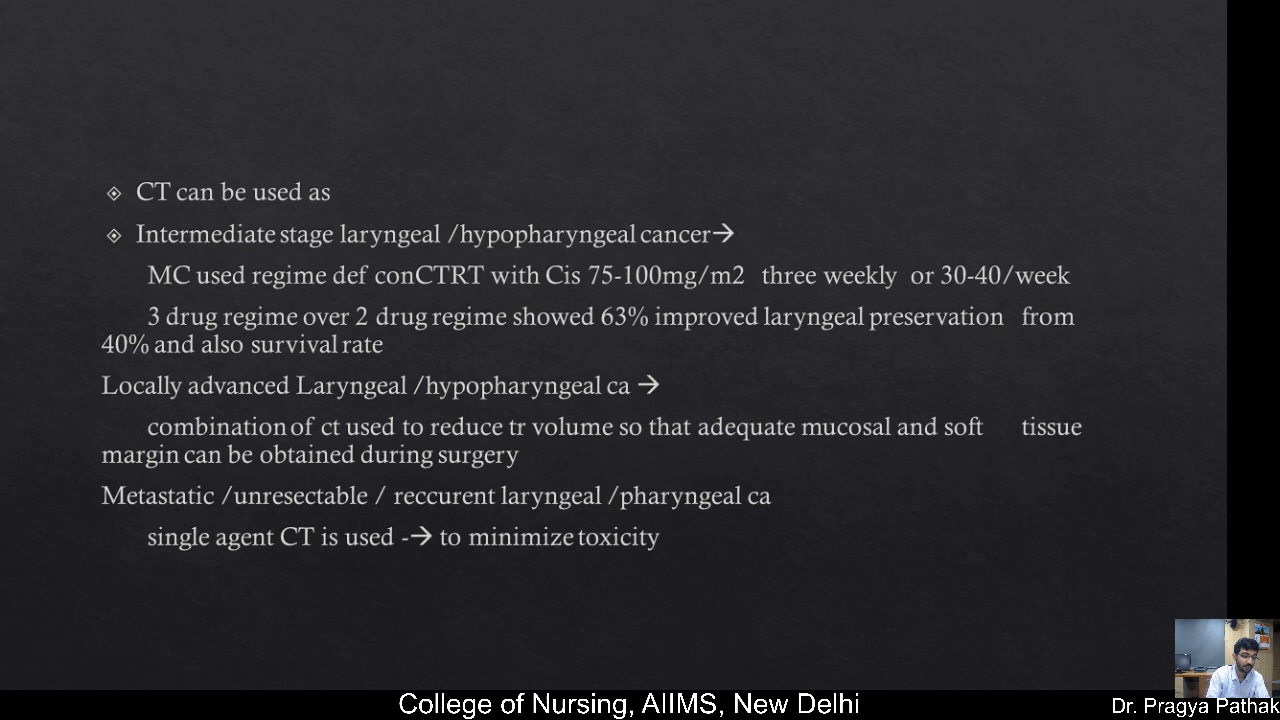 CT can be used as
Intermediate stage laryngeal /hypopharyngeal cancer→
MC used regime def conCTRT with Cis 75-100mg/m2 three weekly or 30-40/week
3 drug regime over 2 drug regime showed 63% improved laryngeal preservation from
40% and also survival rate
Locally advanced Laryngeal /hypopharyngeal ca →
combination of ct used to reduce tr volume so that adequate mucosal and soft tissue
margin can be obtained during surgery
Metastatic /unresectable / reccurent laryngeal /pharyngeal ca
single agent CT is used -→ to minimize toxicity
College of Nursing, AIIMS, New Delhi
Dr. Pragya Pathak